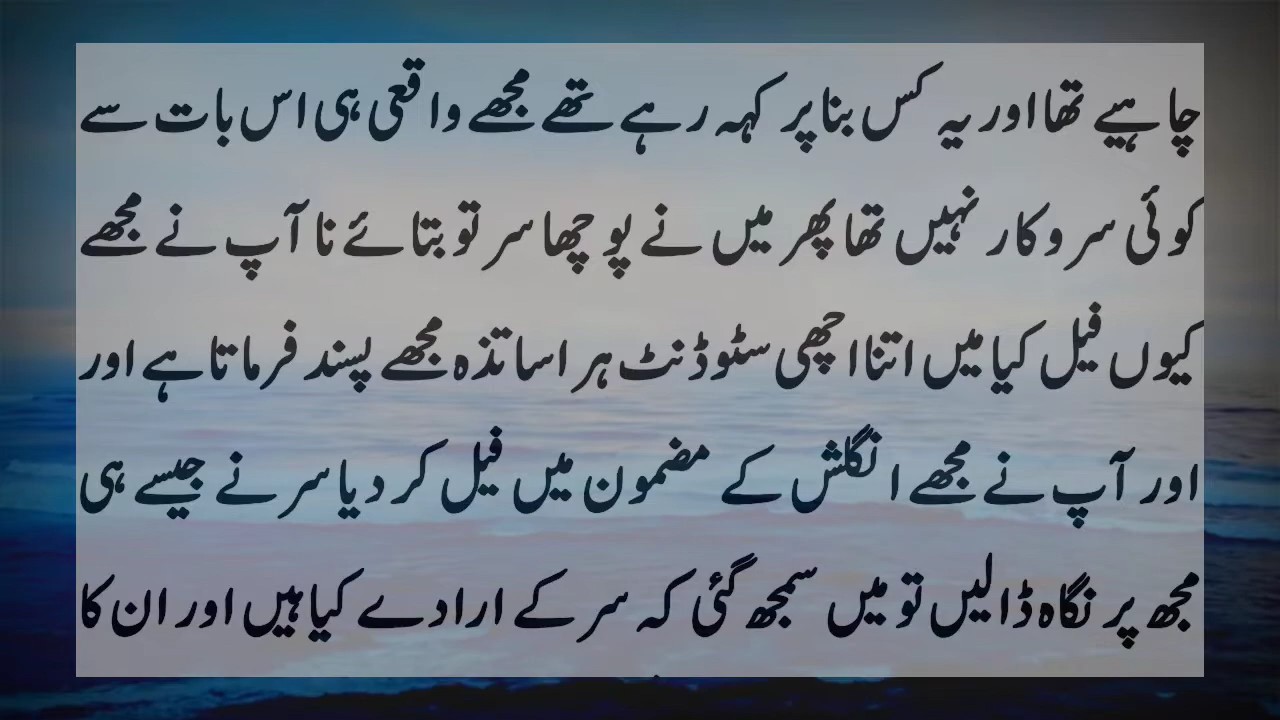 چاہیے تھا اور یہ کس بنا پر کہہ رہے تھے مجھے واقعی ہی اس بات سے
کوئی سروکار نہیں تھا پھر میں نے پوچھا سر تو بتائے نا آپ نے مجھے
کیوں فیل کیا میں اتنا اچھی سٹوڈنٹ ہر اساتذہ مجھے پسند فرماتا ہے اور
اور آپ نے مجھے انگلش کے مضمون میں فیل کر دیا سر نے جیسے ہی
مجھ پر نگاہ ڈالیں تو میں سمجھ گئی کہ سر کے ارادے کیا ہیں اور ان کا